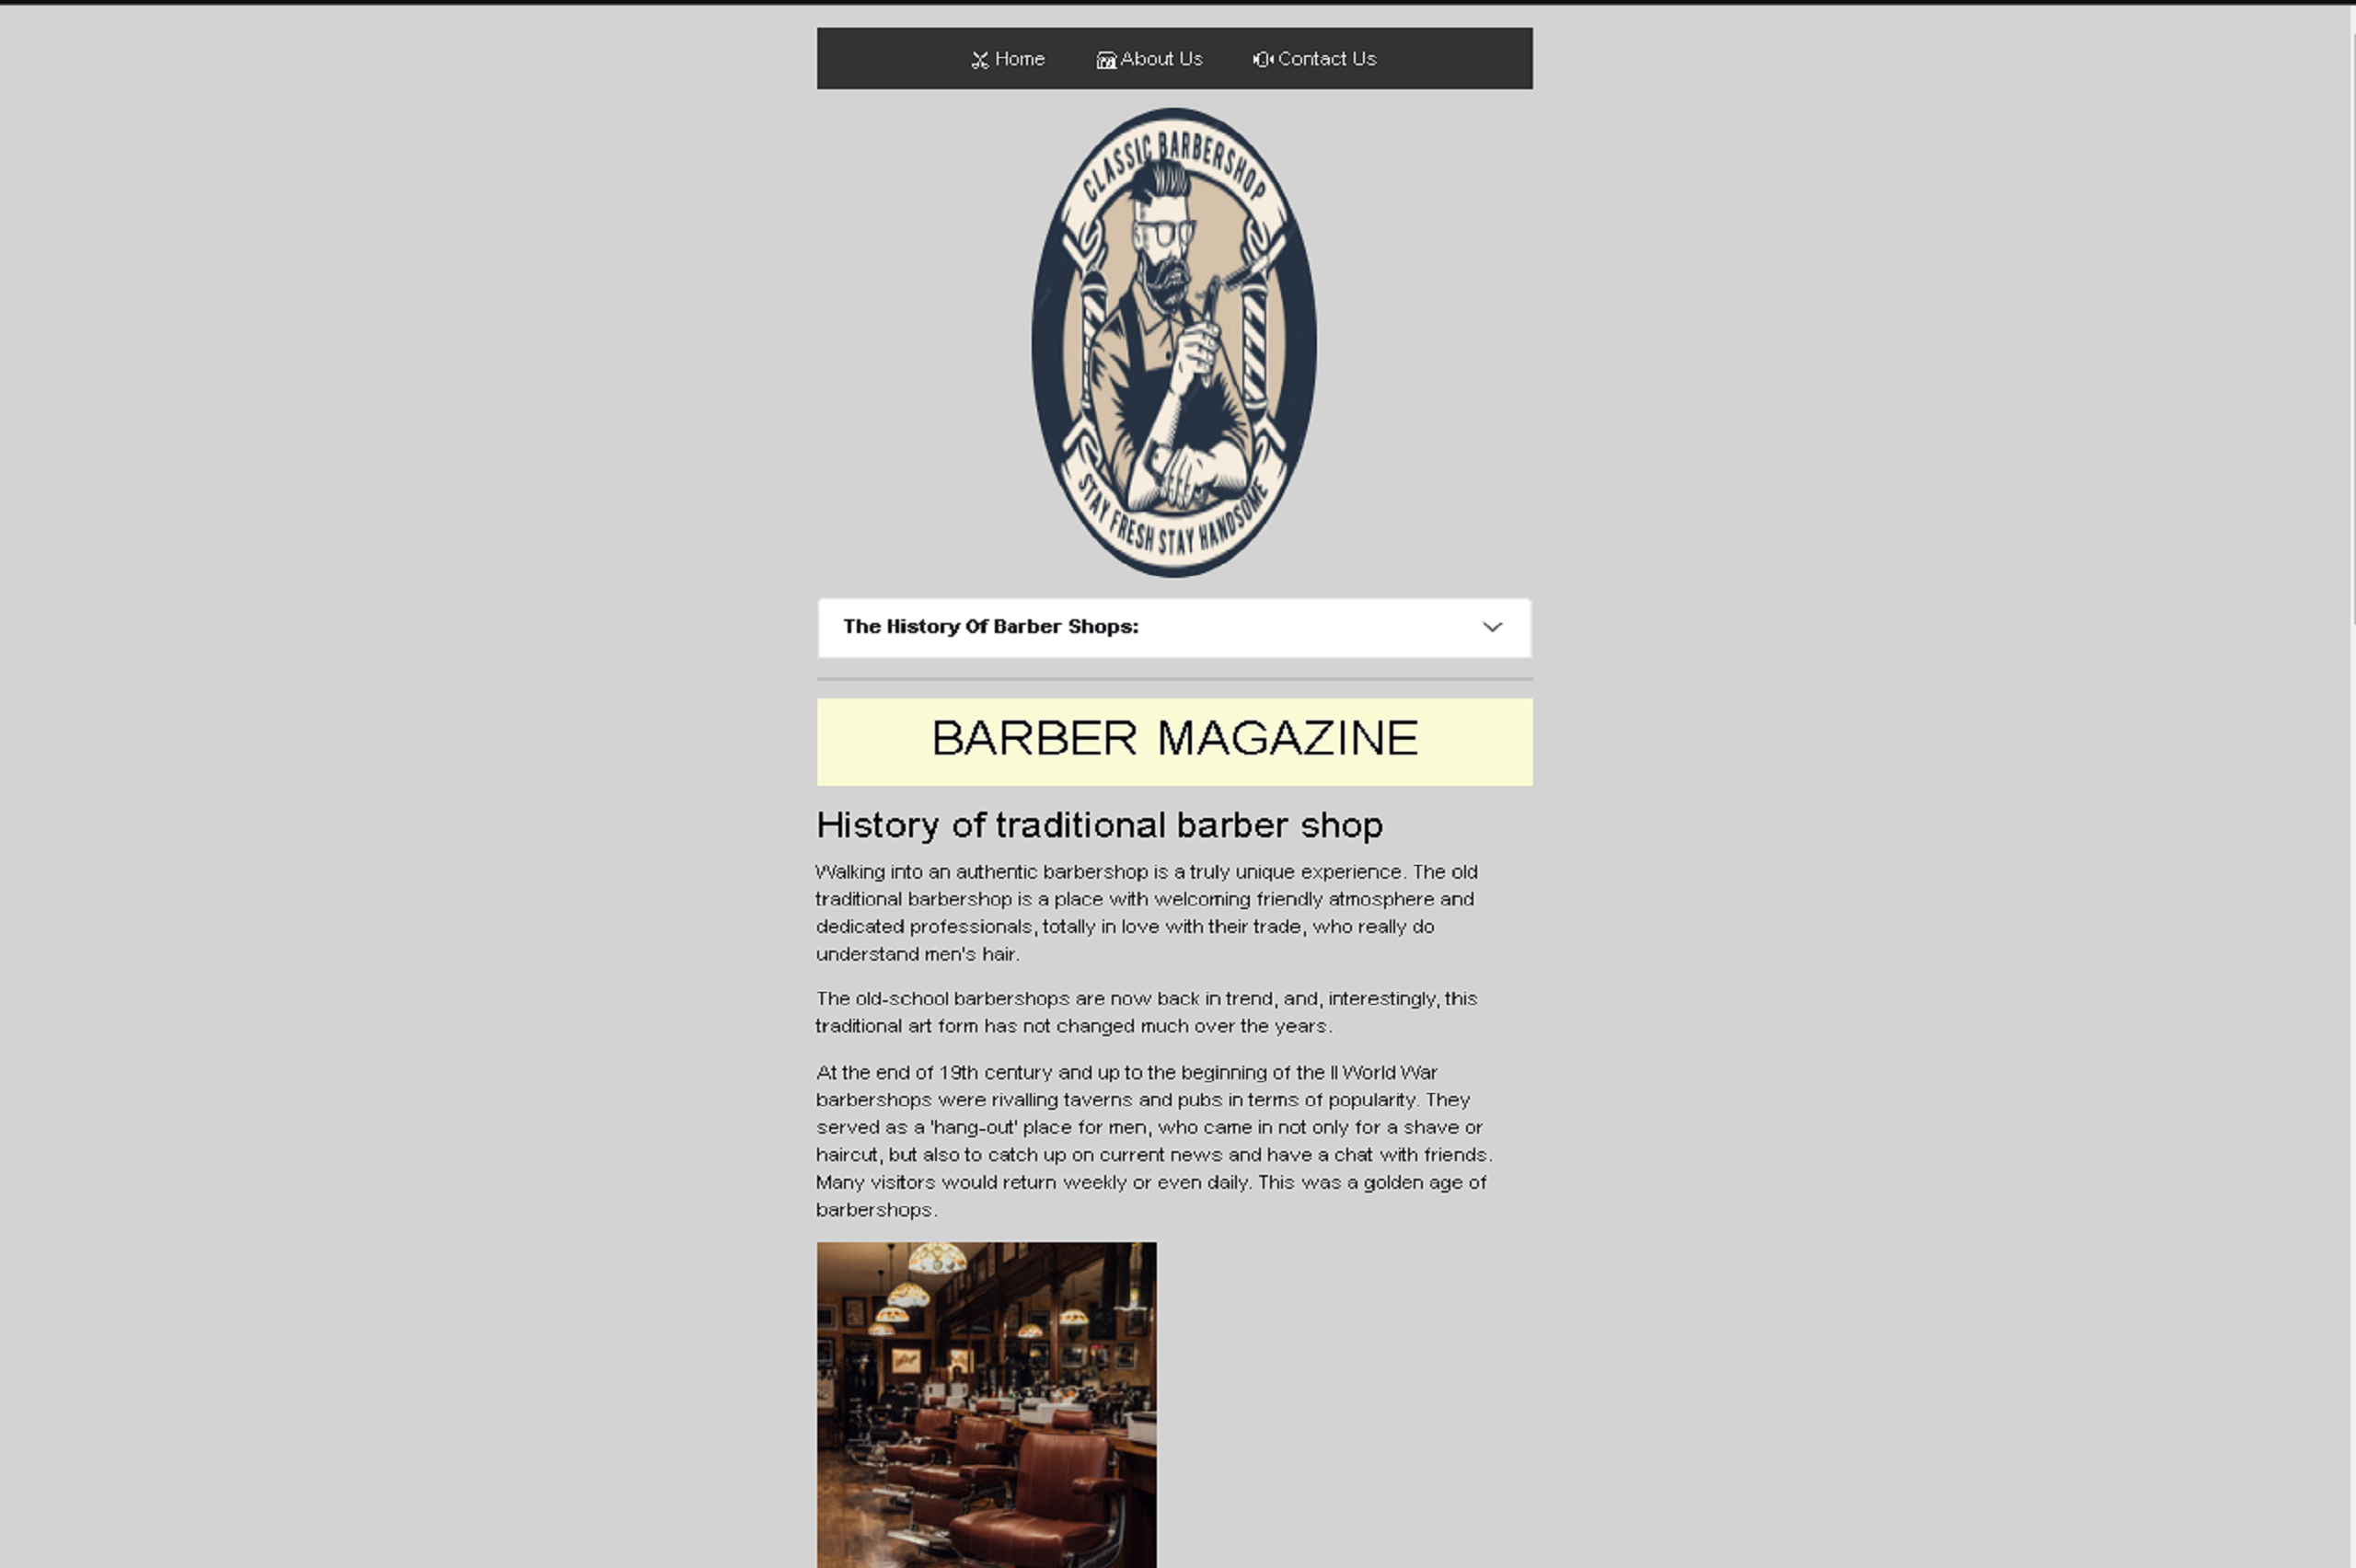 Home About Us Contact Us
CLASSIC BARBERSHOP
STAY FRESH STAY HANDSOME
The History Of Barber Shops:
BARBER MAGAZINE
History of traditional barber shop
Walking into an authentic barbershop is a truly unique experience. The old
traditional barbershop is a place with welcoming friendly atmosphere and
dedicated professionals, totally in love with their trade, who really do
understand men's hair.
The old-school barbershops are now back in trend, and, interestingly, this
traditional art form has not changed much over the years.
At the end of 19th century and up to the beginning of the II World War
barbershops were rivalling taverns and pubs in terms of popularity. They
served as a 'hang-out' place for men, who came in not only for a shave or
haircut, but also to catch up on current news and have a chat with friends.
Many visitors would return weekly or even daily. This was a golden age of
barbershops.